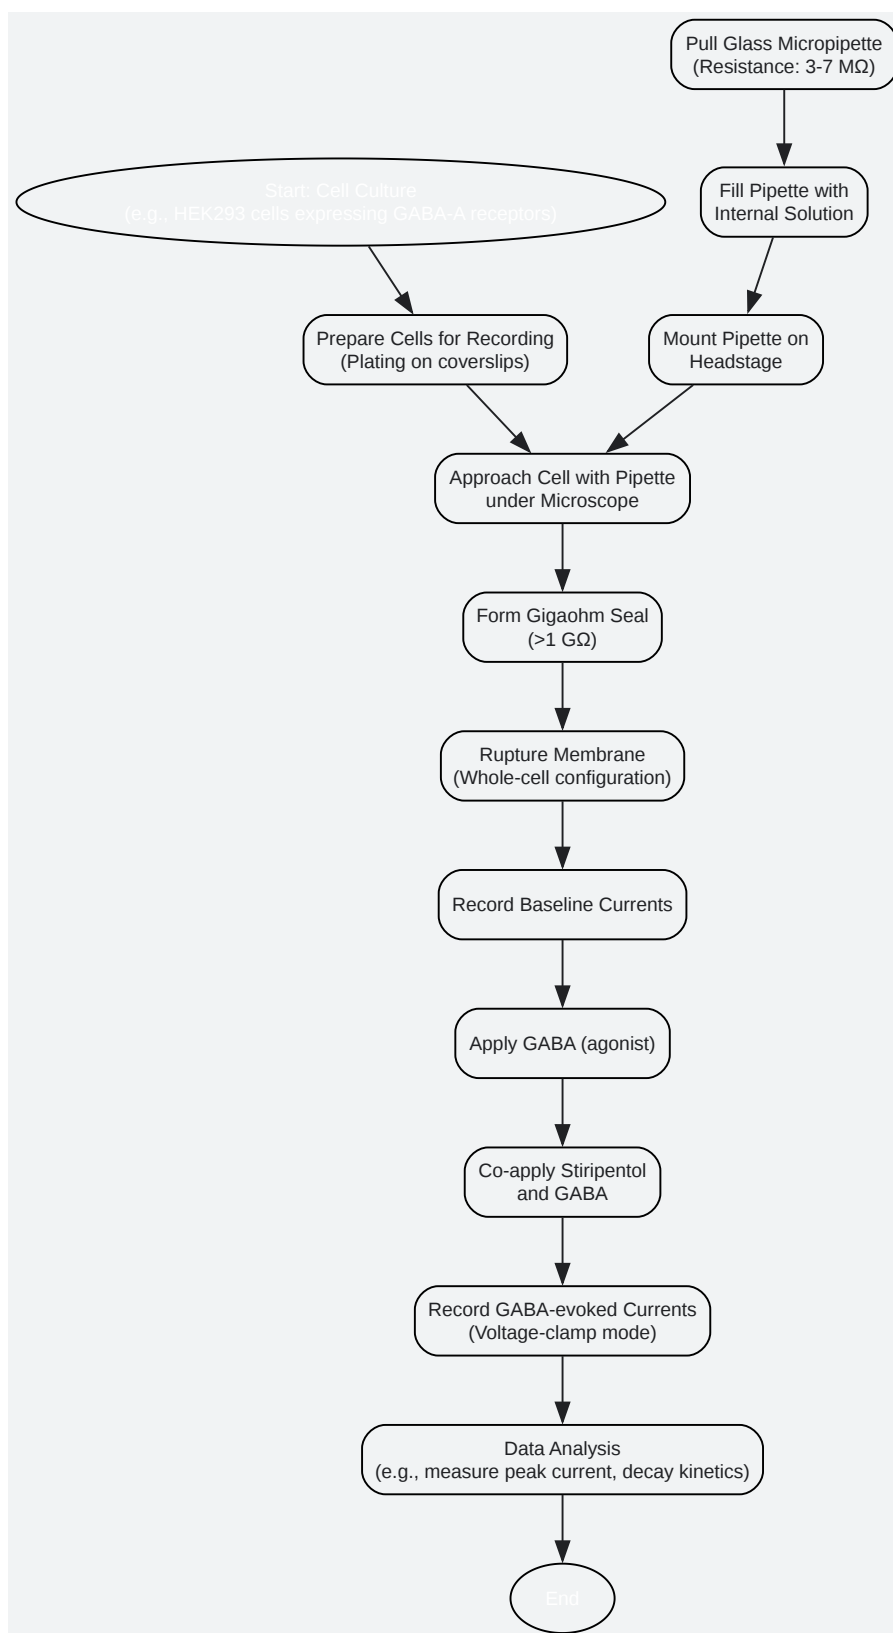 Pull Glass Micropipette
(Resistance: 3-7 MΩ)
Start: Cell Culture
(e.g., HEK293 cells expressing GABA-A receptors)
Fill Pipette with
Internal Solution
Prepare Cells for Recording
(Plating on coverslips)
Mount Pipette on
Headstage
Approach Cell with Pipette
under Microscope
Form Gigaohm Seal
(>1 GΩ)
Rupture Membrane
(Whole-cell configuration)
Record Baseline Currents
Apply GABA (agonist)
Co-apply Stiripentol
and GABA
Record GABA-evoked Currents
(Voltage-clamp mode)
Data Analysis
(e.g., measure peak current, decay kinetics)
End